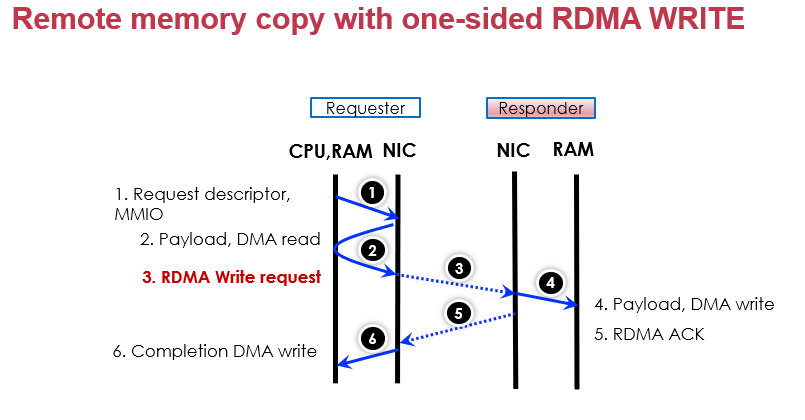 Remote memory copy with one-sided RDMA WRITE
Requester
Responder
CPU,RAM NIC
NIC RAM
1. Request descriptor,
MMIO
1
2. Payload, DMA read
2
3. RDMA Write request
3
4
4. Payload, DMA write
5
5. RDMA ACK
6
6. Completion DMA write